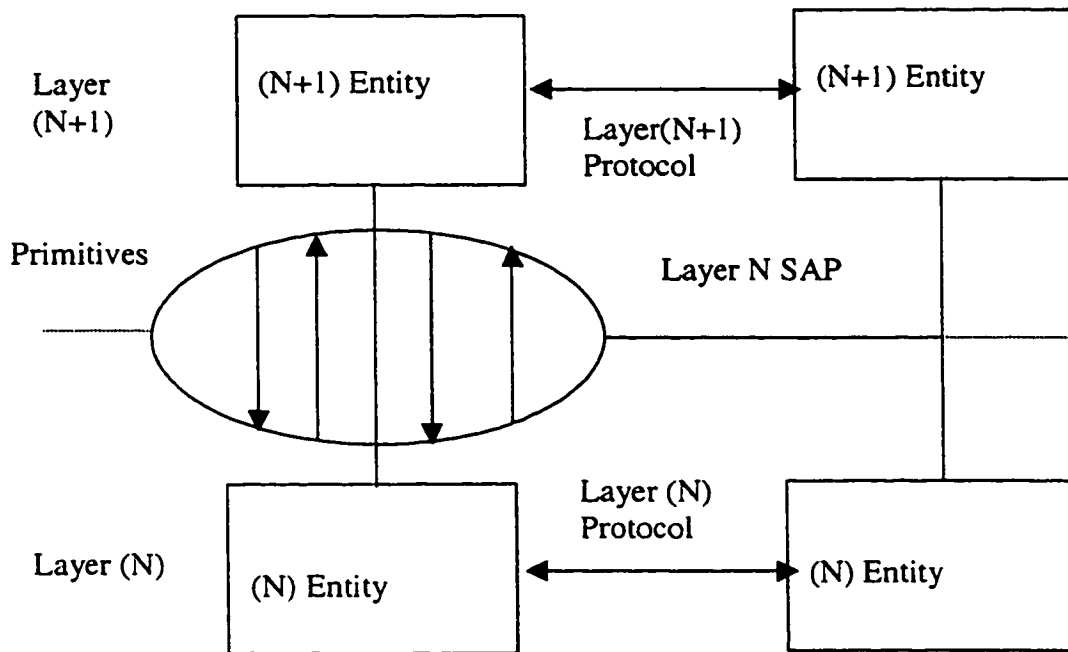 Layer
(N+1)
(N+1) Entity
(N+1) Entity
Layer(N+1)
Protocol
Primitives
Layer N SAP
Layer (N)
Protocol
Layer (N)
(N) Entity
(N) Entity